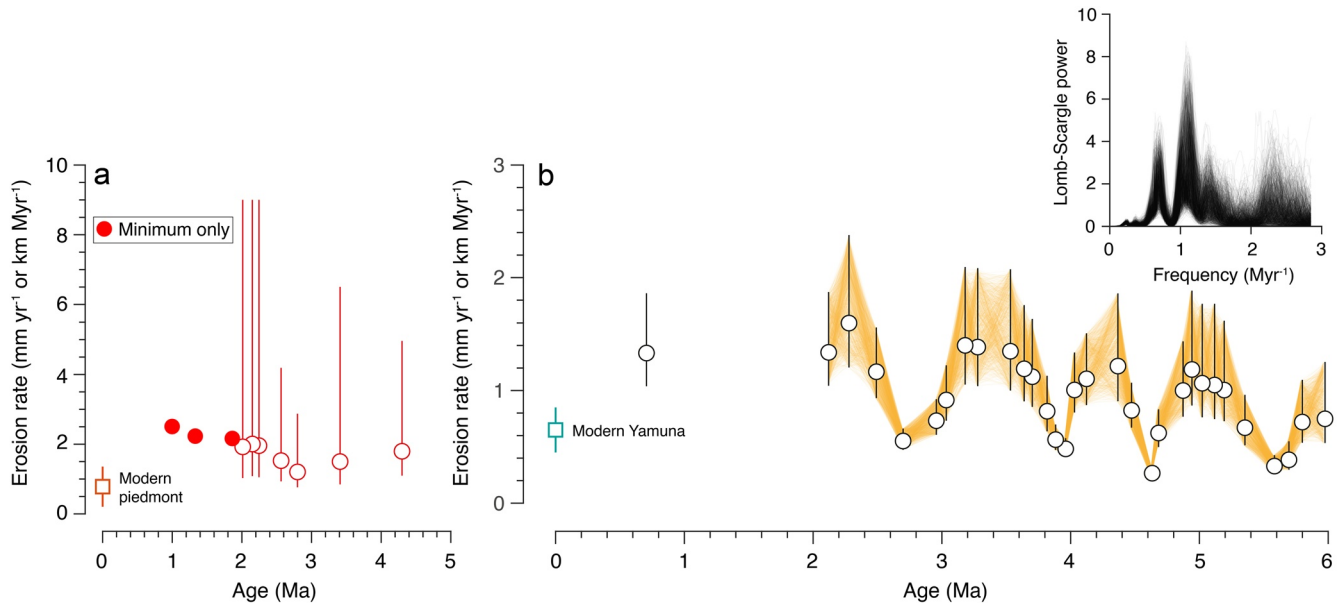 a
Erosion rate (mm yr⁻¹ or km Myr⁻¹)
10
8
6
4
2
0
Minimum only
Modern
piedmont
0 1 2 3 4 5
Age (Ma)
b
Erosion rate (mm yr⁻¹ or km Myr⁻¹)
3
2
1
0
Modern Yamuna
0 1 2 3 4 5 6
Age (Ma)
Lomb-Scargle power
10
8
6
4
2
0
0 1 2 3
Frequency (Myr⁻¹)